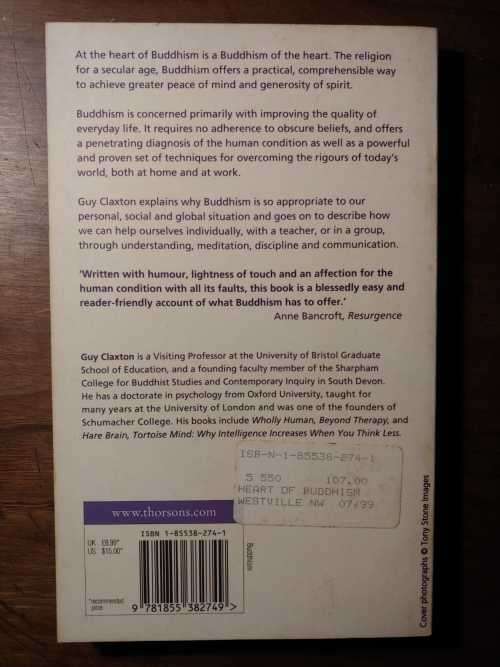 At the heart of Buddhism is a Buddhism of the heart. The religion
for a secular age, Buddhism offers a practical, comprehensible way
to achieve greater peace of mind and generosity of spirit.
Buddhism is concerned primarily with improving the quality of
everyday life. It requires no adherence to obscure beliefs, and offers
a penetrating diagnosis of the human condition as well as a powerful
and proven set of techniques for overcoming the rigours of today's
world, both at home and at work.
Guy Claxton explains why Buddhism is so appropriate to our
personal, social and global situation and goes on to describe how
we can help ourselves individually, with a teacher, or in a group,
through understanding, meditation, discipline and communication.
'Written with humour, lightness of touch and an affection for the
human condition with all its faults, this book is a blessedly easy and
reader-friendly account of what Buddhism has to offer.'
Anne Bancroft, Resurgence
Guy Claxton is a Visiting Professor at the University of Bristol Graduate
School of Education, and a founding faculty member of the Sharpham
College for Buddhist Studies and Contemporary Inquiry in South Devon.
He has a doctorate in psychology from Oxford University, taught for
many years at the University of London and was one of the founders of
Schumacher College. His books include Wholly Human, Beyond Therapy, and
Hare Brain, Tortoise Mind: Why Intelligence Increases When You Think Less.
ISB-N-1-85538-274-1
S 550 107.00
HEART OF BUDDHISM
WESTVILLE NW 07/99
www.thorsons.com
ISBN 1-85538-274-1
UK £9.99*
US $15.00*
*recommended
price
9 781855 382749 >
Buddhism
Cover photographs © Tony Stone Images